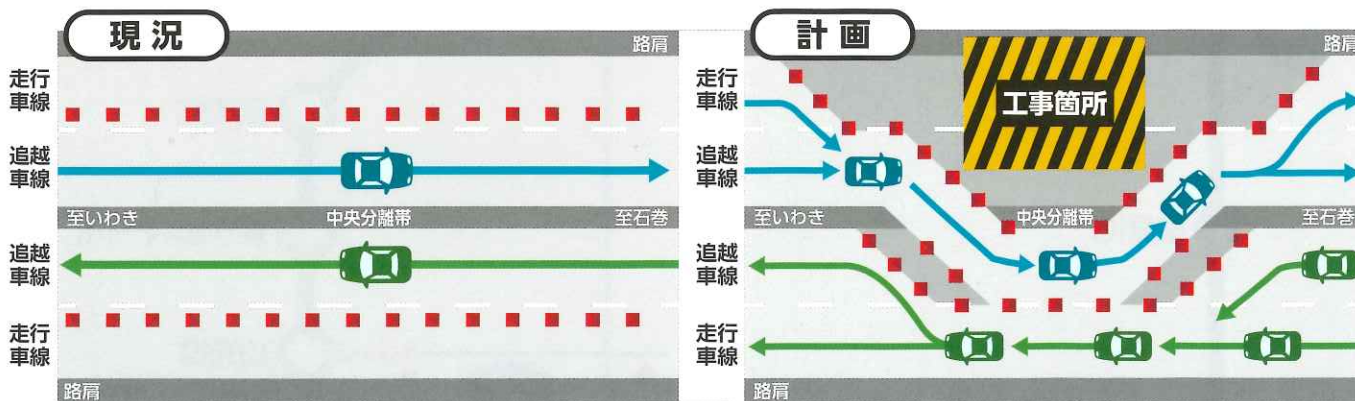 現況
路肩
走行
車線
追越
車線
至いわき
中央分離帯
至石巻
追越
車線
走行
車線
路肩
計画
路肩
工事箇所
走行
車線
追越
車線
至いわき
中央分離帯
至石巻
追越
車線
走行
車線
路肩